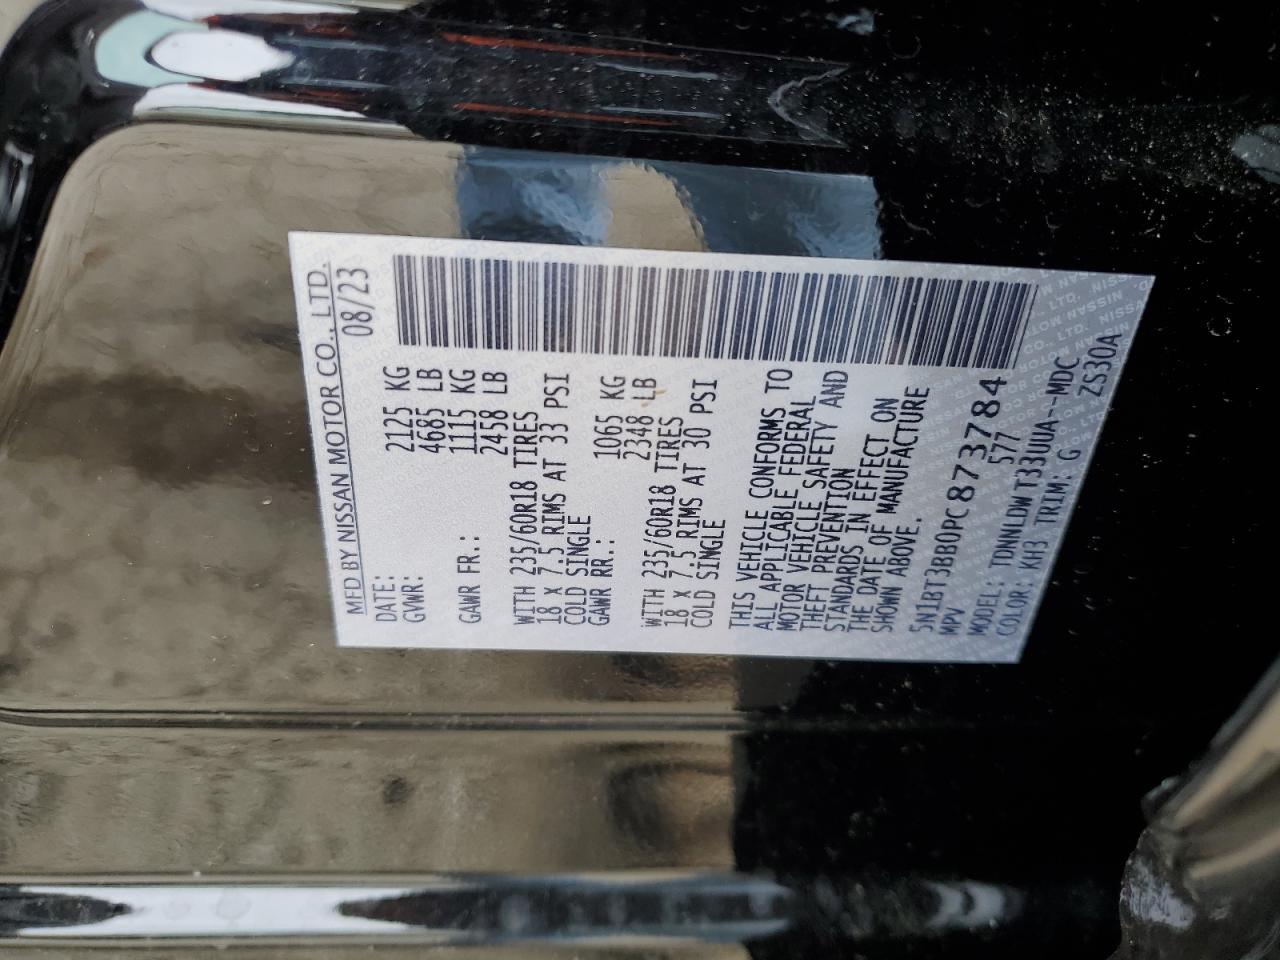 MFD BY NISSAN MOTOR CO., LTD.
DATE: 08/23
GVWR: 2125 KG
4685 LB
GAWR FR.: 1115 KG
2458 LB
WITH 235/60R18 TIRES
18 X 7.5 RIMS AT 33 PSI
COLD SINGLE
GAWR RR.: 1065 KG
2348 LB
WITH 235/60R18 TIRES
18 X 7.5 RIMS AT 30 PSI
COLD SINGLE
THIS VEHICLE CONFORMS TO
ALL APPLICABLE FEDERAL
MOTOR VEHICLE SAFETY AND
THEFT PREVENTION
STANDARDS IN EFFECT ON
THE DATE OF MANUFACTURE
SHOWN ABOVE.
5N1BT3BB0PC873784
MPV 577
MODEL: TDNNLDWT33UUA--MDC
COLOR: KH3 TRIM: G ZS30A